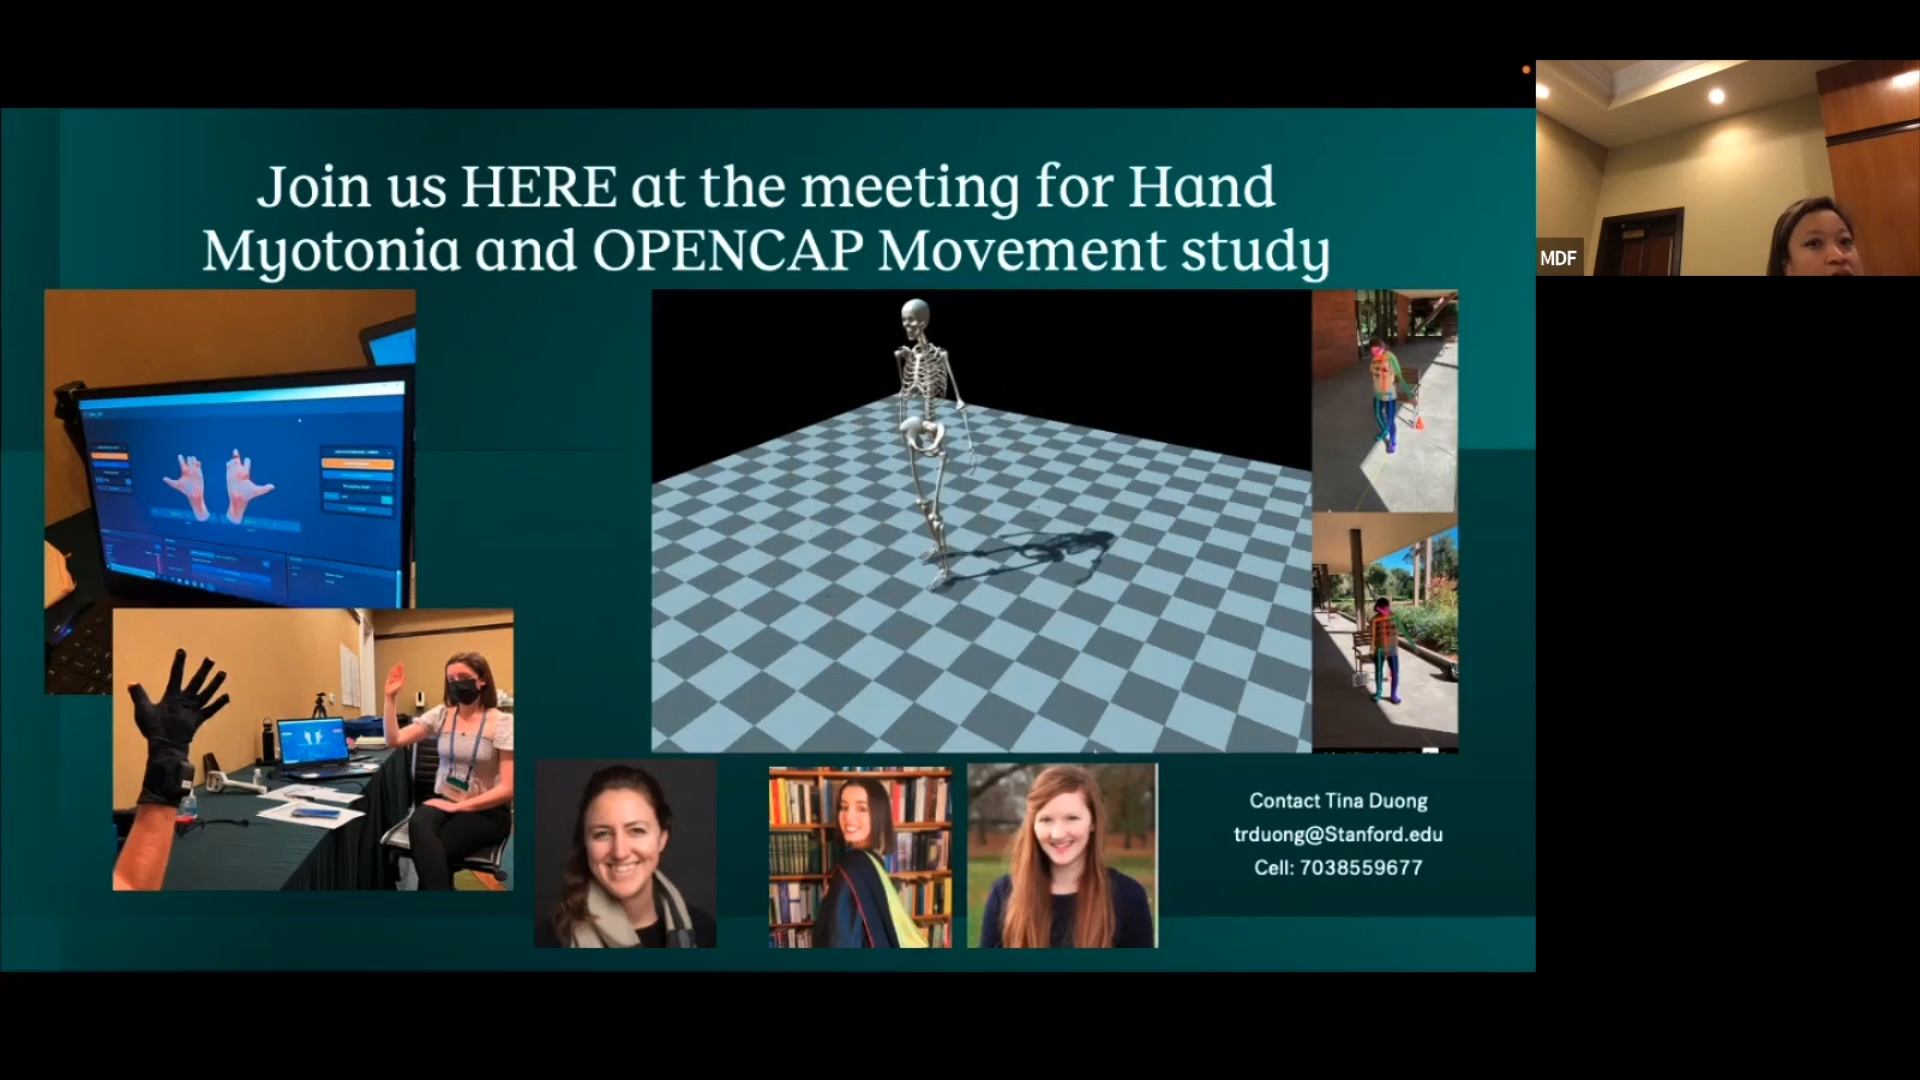 Join us HERE at the meeting for Hand
Myotonia and OPENCAP Movement study
MDF
Contact Tina Duong
trduong@Stanford.edu
Cell: 7038559677